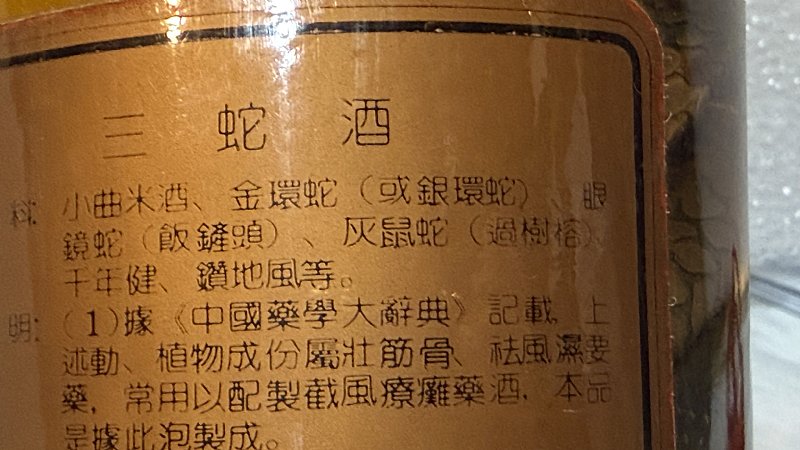 三蛇酒
料：小曲米酒、金環蛇（或銀環蛇）、眼
鏡蛇（飯鏟頭）、灰鼠蛇（過樹榕）、
千年健、鑽地風等。
明：（1）據《中國藥學大辭典》記載，上
述動、植物成份屬壯筋骨、祛風濕要
藥，常用以配製截風療癱藥酒，本品
是據此泡製成。